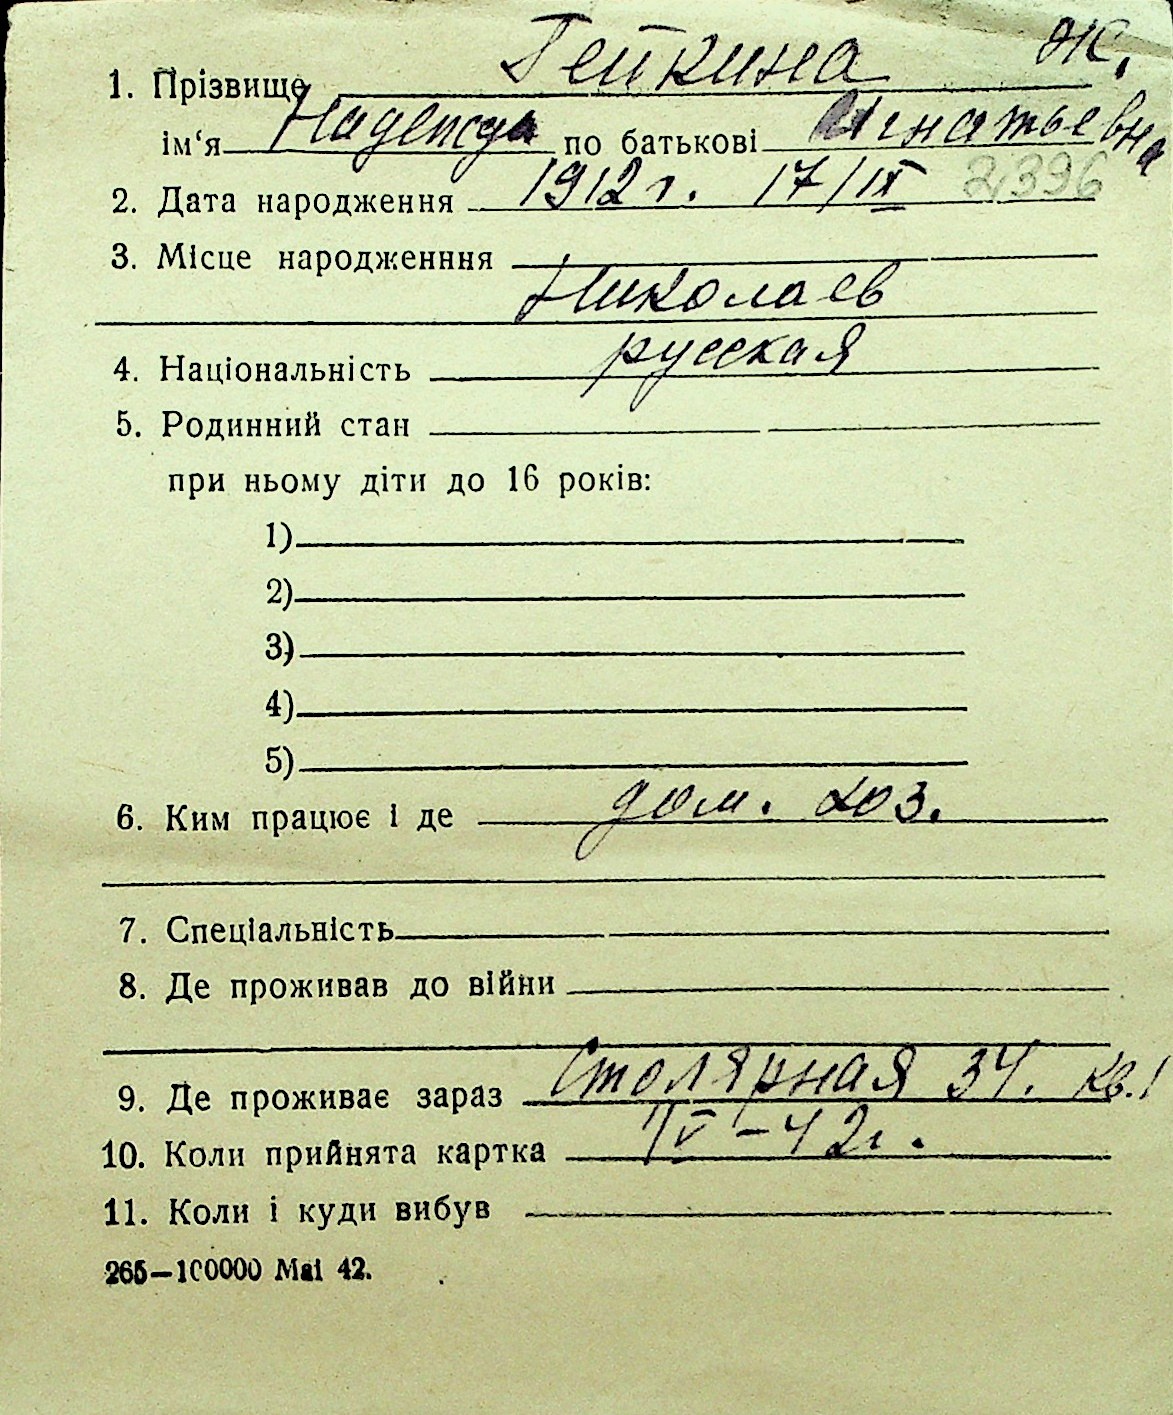 1. Прізвище Гейкина Ж.
ім‘я Надежда по батькові Игнатьевна
2. Дата народження 1912 г. 17/IX 2396
3. Місце народженння
Николаев
4. Національність русская
5. Родинний стан
при ньому діти до 16 років:
1)
2)
3)
4)
5)
6. Ким працює і де дом. хоз.
7. Спеціальність
8. Де проживав до війни
9. Де проживає зараз Столярная 34. кв. 1
10. Коли прийнята картка IV – 42 г.
11. Коли і куди вибув
265—100000 Mai 42.